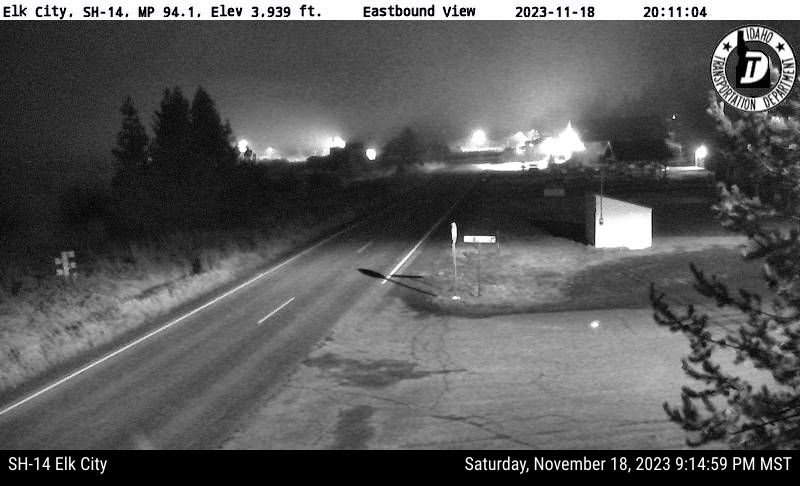 Elk City, SH-14, MP 94.1, Elev 3,939 ft. Eastbound View 2023-11-18 20:11:04
IDAHO
TRANSPORTATION DEPARTMENT
SH-14 Elk City
Saturday, November 18, 2023 9:14:59 PM MST